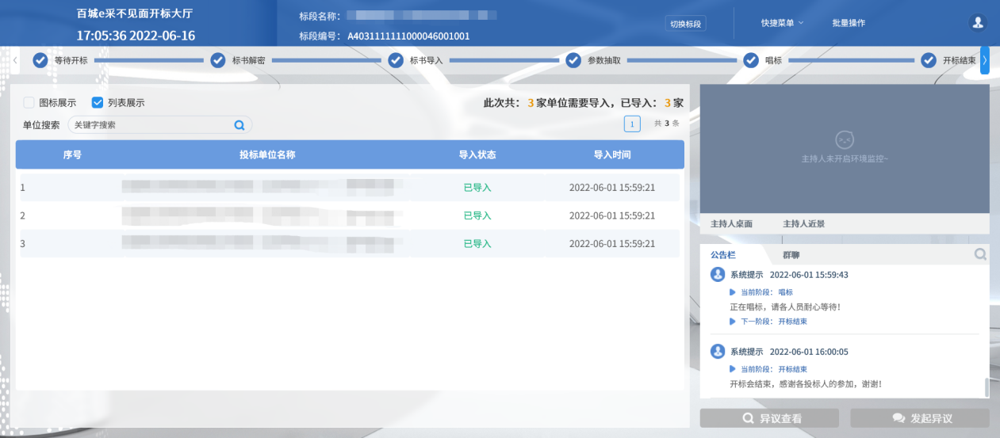 百城e采不见面开标大厅
17:05:36 2022-06-16
标段名称：
标段编号： A4031111111000046001001
切换标段
快捷菜单
批量操作
等待开标
标书解密
标书导入
参数抽取
唱标
开标结束
图标展示
列表展示
此次共： 3 家单位需要导入，已导入： 3 家
单位搜索
关键字搜索
1
共 3 条
序号 投标单位名称 导入状态 导入时间
1 已导入 2022-06-01 15:59:21
2 已导入 2022-06-01 15:59:21
3 已导入 2022-06-01 15:59:21
主持人未开启环境监控~
主持人桌面
主持人近景
公告栏
群聊
系统提示 2022-06-01 15:59:43
当前阶段： 唱标
正在唱标，请各人员耐心等待！
下一阶段： 开标结束
系统提示 2022-06-01 16:00:05
当前阶段： 开标结束
开标会结束，感谢各投标人的参加，谢谢！
异议查看
发起异议